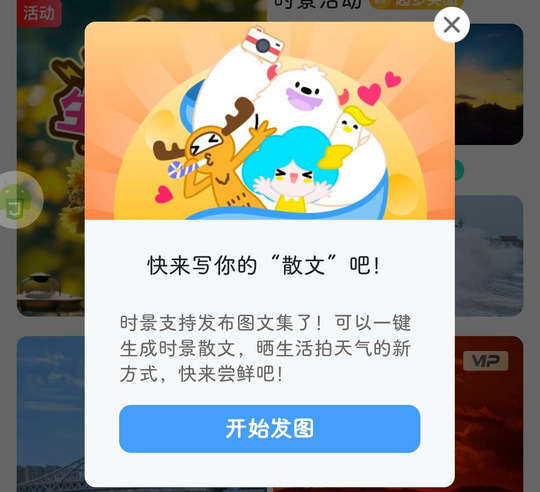 活动
时景活动
快来写你的“散文”吧！
时景支持发布图文集了！可以一键
生成时景散文，晒生活拍天气的新
方式，快来尝鲜吧！
VIP
开始发图